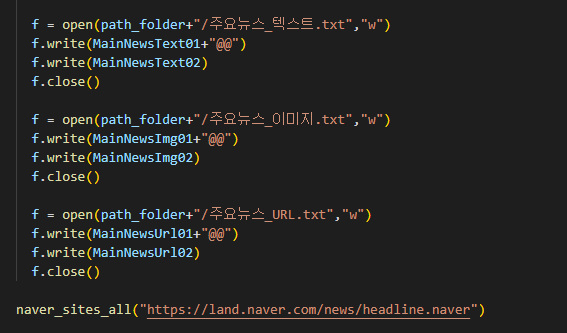 f = open(path_folder+"/주요뉴스_텍스트.txt","w")
f.write(MainNewsText01+"@@")
f.write(MainNewsText02)
f.close()
f = open(path_folder+"/주요뉴스_이미지.txt","w")
f.write(MainNewsImg01+"@@")
f.write(MainNewsImg02)
f.close()
f = open(path_folder+"/주요뉴스_URL.txt","w")
f.write(MainNewsUrl01+"@@")
f.write(MainNewsUrl02)
f.close()
naver_sites_all("https://land.naver.com/news/headline.naver")